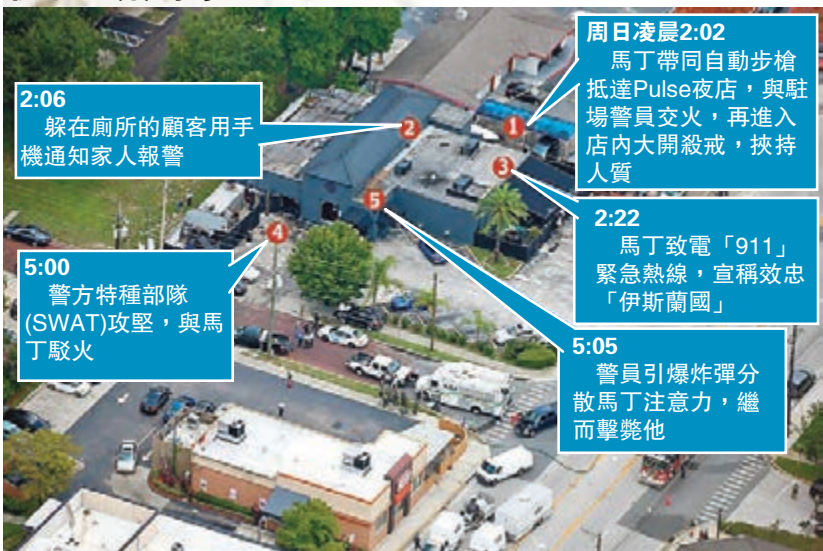 周日凌晨2:02
馬丁帶同自動步槍
抵達Pulse夜店，與駐
場警員交火，再進入
店內大開殺戒，挾持
人質
1
2:06
躲在廁所的顧客用手
機通知家人報警
2
2:22
馬丁致電「911」
緊急熱線，宣稱效忠
「伊斯蘭國」
3
5:00
警方特種部隊
(SWAT)攻堅，與馬
丁駁火
4
5:05
警員引爆炸彈分
散馬丁注意力，繼
而擊斃他
5